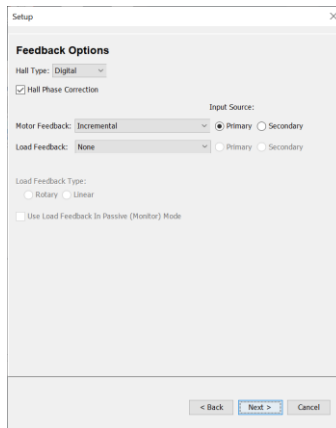 Setup
Feedback Options
Hall Type: Digital
Hall Phase Correction
Input Source:
Motor Feedback: Incremental Primary Secondary
Load Feedback: None Primary Secondary
Load Feedback Type:
Rotary Linear
Use Load Feedback In Passive (Monitor) Mode
< Back Next > Cancel